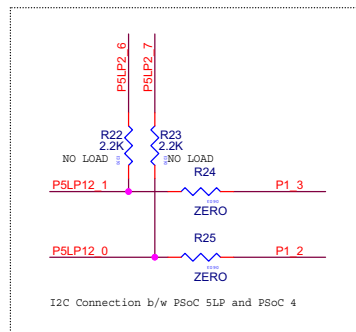 P5LP2_6
P5LP2_7
R22
R23
2.2K
2.2K
NO LOAD
NO LOAD
R24
P5LP12_1
P1_3
ZERO
R25
P5LP12_0
P1_2
ZERO
I2C Connection b/w PSoC 5LP and PSoC 4